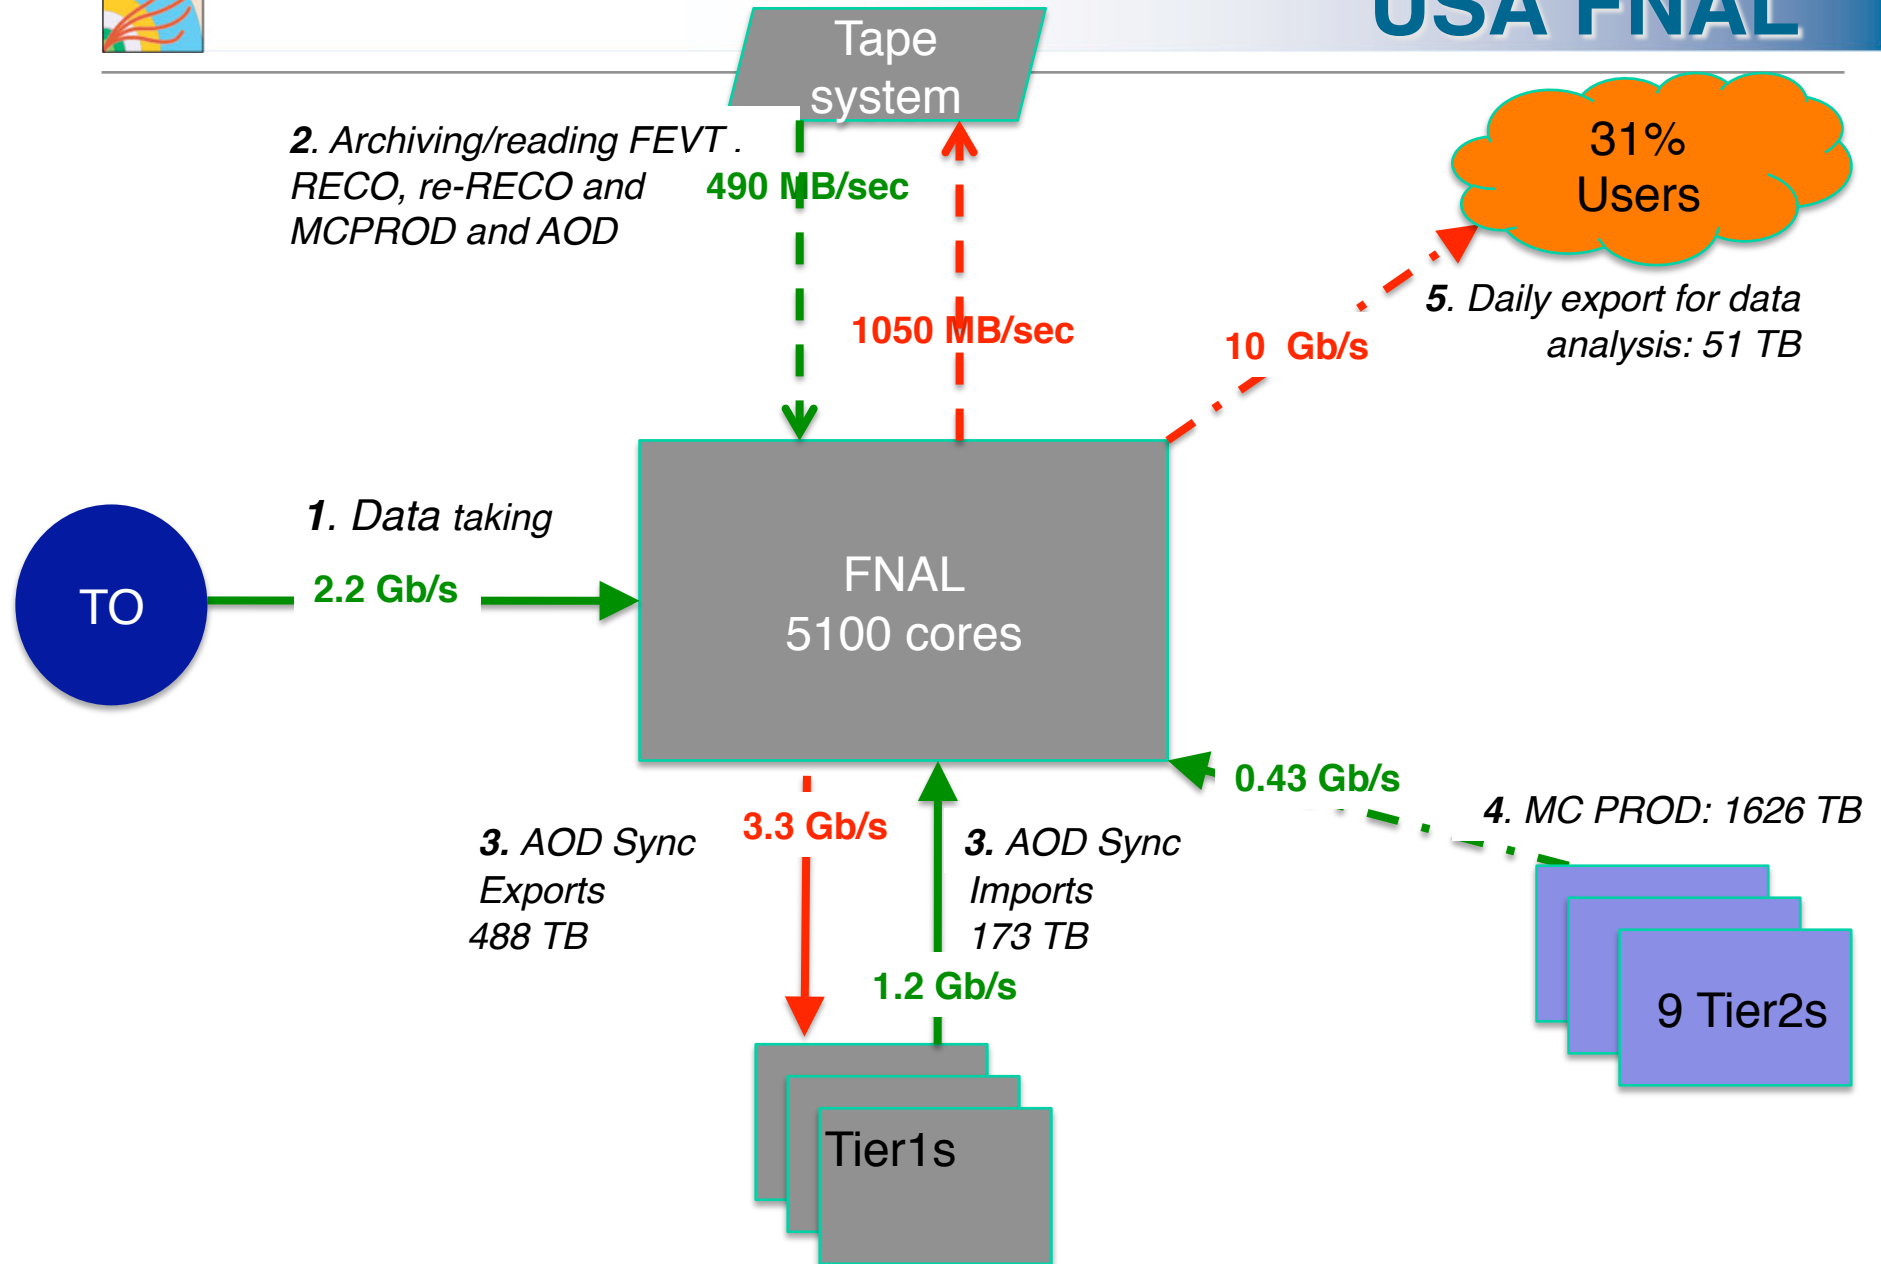 USA FNAL
Tape
system
2. Archiving/reading FEVT .
RECO, re-RECO and
MCPROD and AOD
490 MB/sec
1050 MB/sec
31%
Users
10 Gb/s
5. Daily export for data
analysis: 51 TB
1. Data taking
2.2 Gb/s
TO
FNAL
5100 cores
0.43 Gb/s
4. MC PROD: 1626 TB
3. AOD Sync
Exports
488 TB
3.3 Gb/s
3. AOD Sync
Imports
173 TB
1.2 Gb/s
9 Tier2s
Tier1s